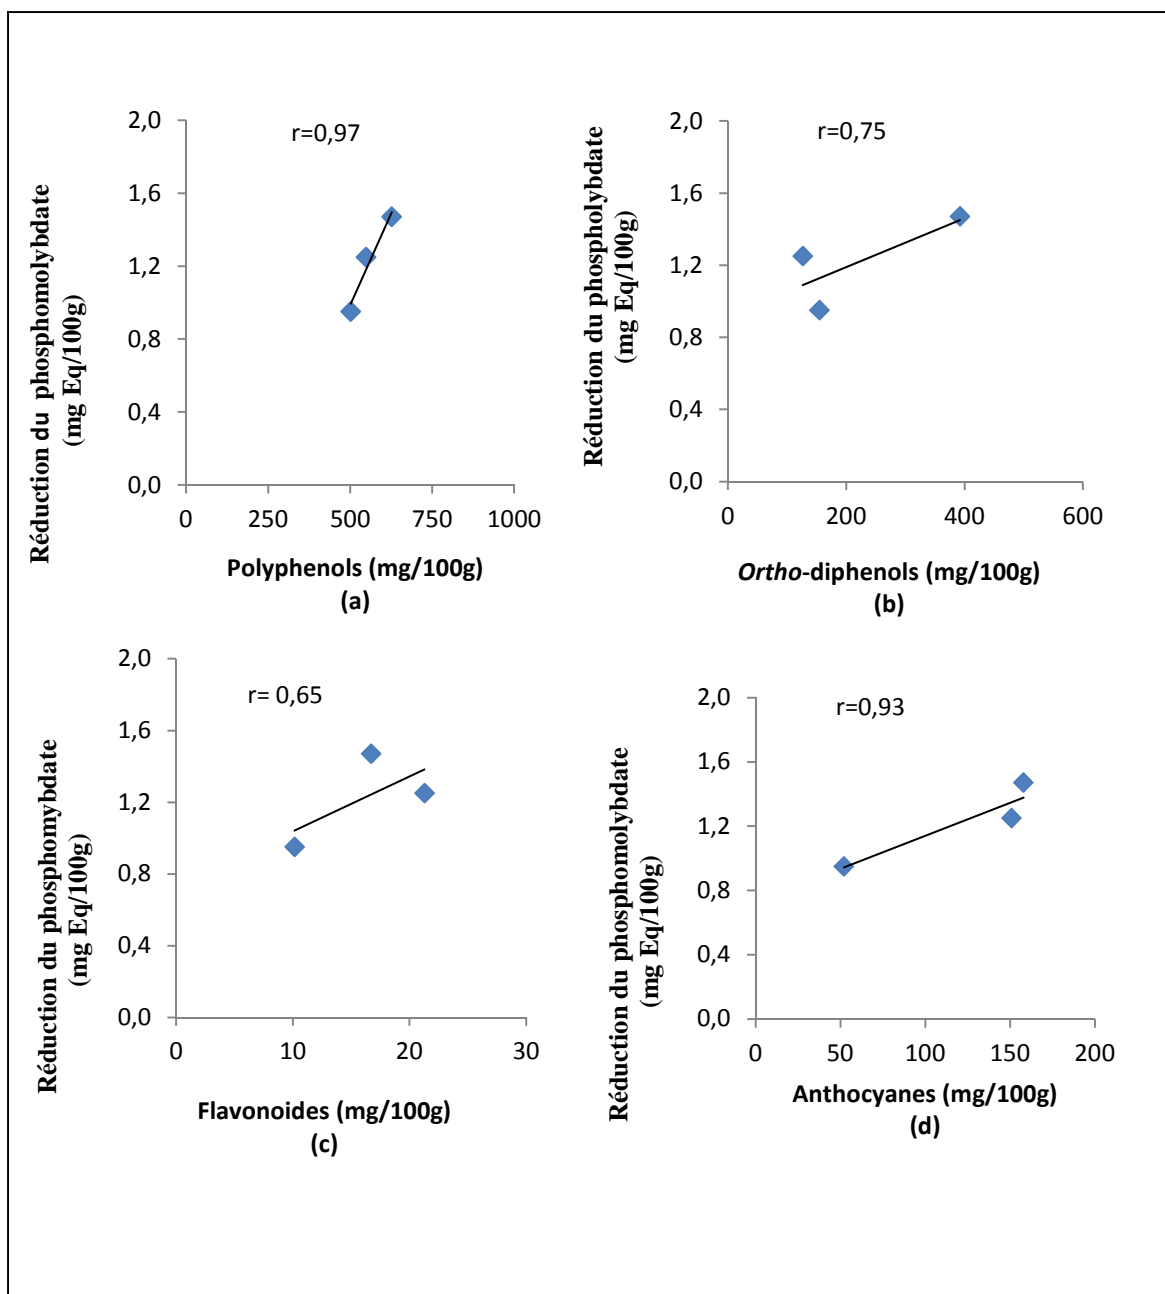 Réduction du phosphomolybdate
(mg Eq/100g)
2,0
1,6
1,2
0,8
0,4
0,0
r=0,97
0 250 500 750 1000
Polyphenols (mg/100g)
(a)
Réduction du phospholybdate
(mg Eq/100g)
2,0
1,6
1,2
0,8
0,4
0,0
r=0,75
0 200 400 600
Ortho-diphenols (mg/100g)
(b)
Réduction du phosphomybdate
(mg Eq/100g)
2,0
1,6
1,2
0,8
0,4
0,0
r= 0,65
0 10 20 30
Flavonoides (mg/100g)
(c)
Réduction du phosphomolybdate
(mg Eq/100g)
2,0
1,6
1,2
0,8
0,4
0,0
r=0,93
0 50 100 150 200
Anthocyanes (mg/100g)
(d)